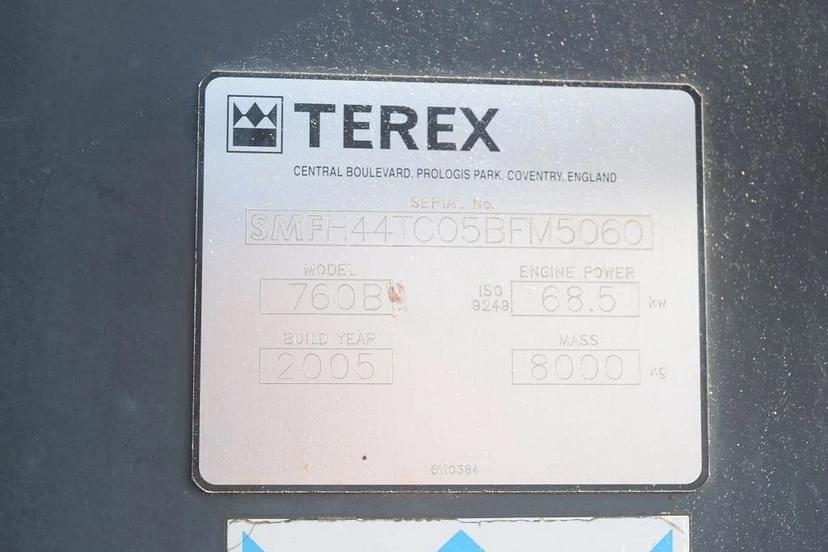 TEREX
CENTRAL BOULEVARD, PROLOGIS PARK, COVENTRY, ENGLAND
SERIAL No.
SMFH44TC05BFM5060
MODEL
760B
ENGINE POWER
ISO 9249 68.5 kw
BUILD YEAR
2005
MASS
8000 kg
6110384